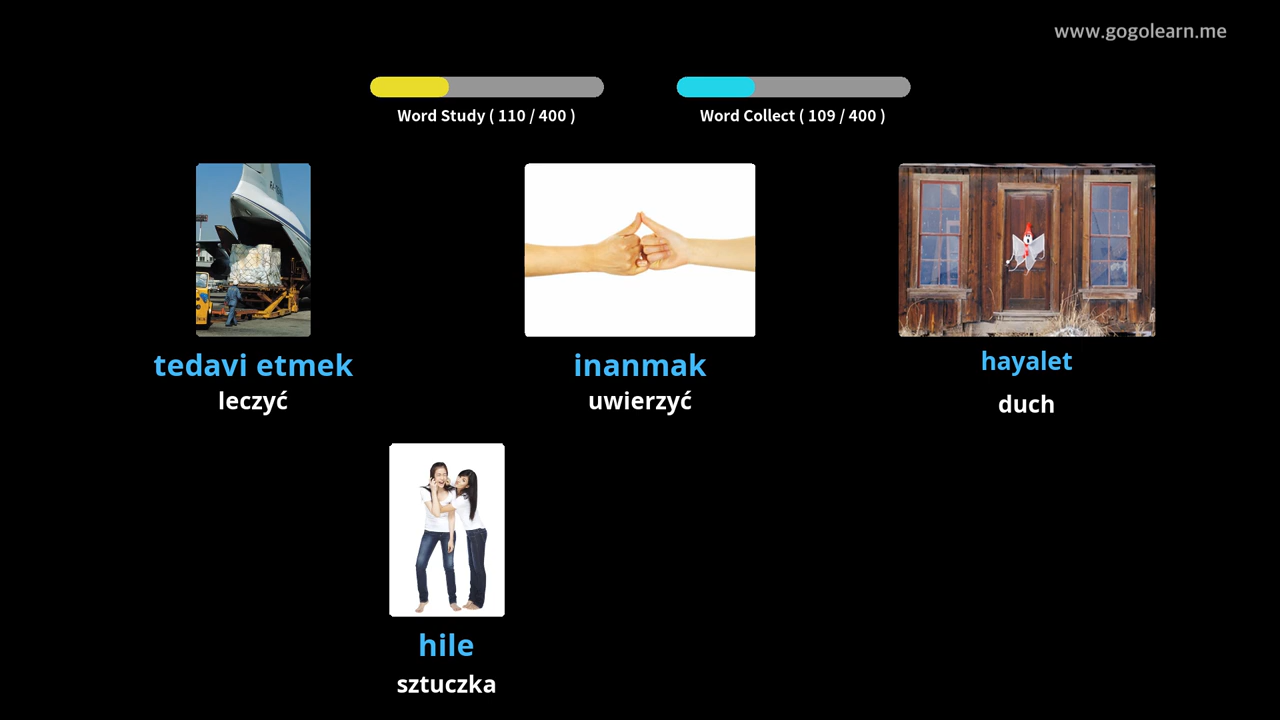 www.gogolearn.me
Word Study ( 110 / 400 )
Word Collect ( 109 / 400 )
tedavi etmek
leczyć
inanmak
uwierzyć
hayalet
duch
hile
sztuczka